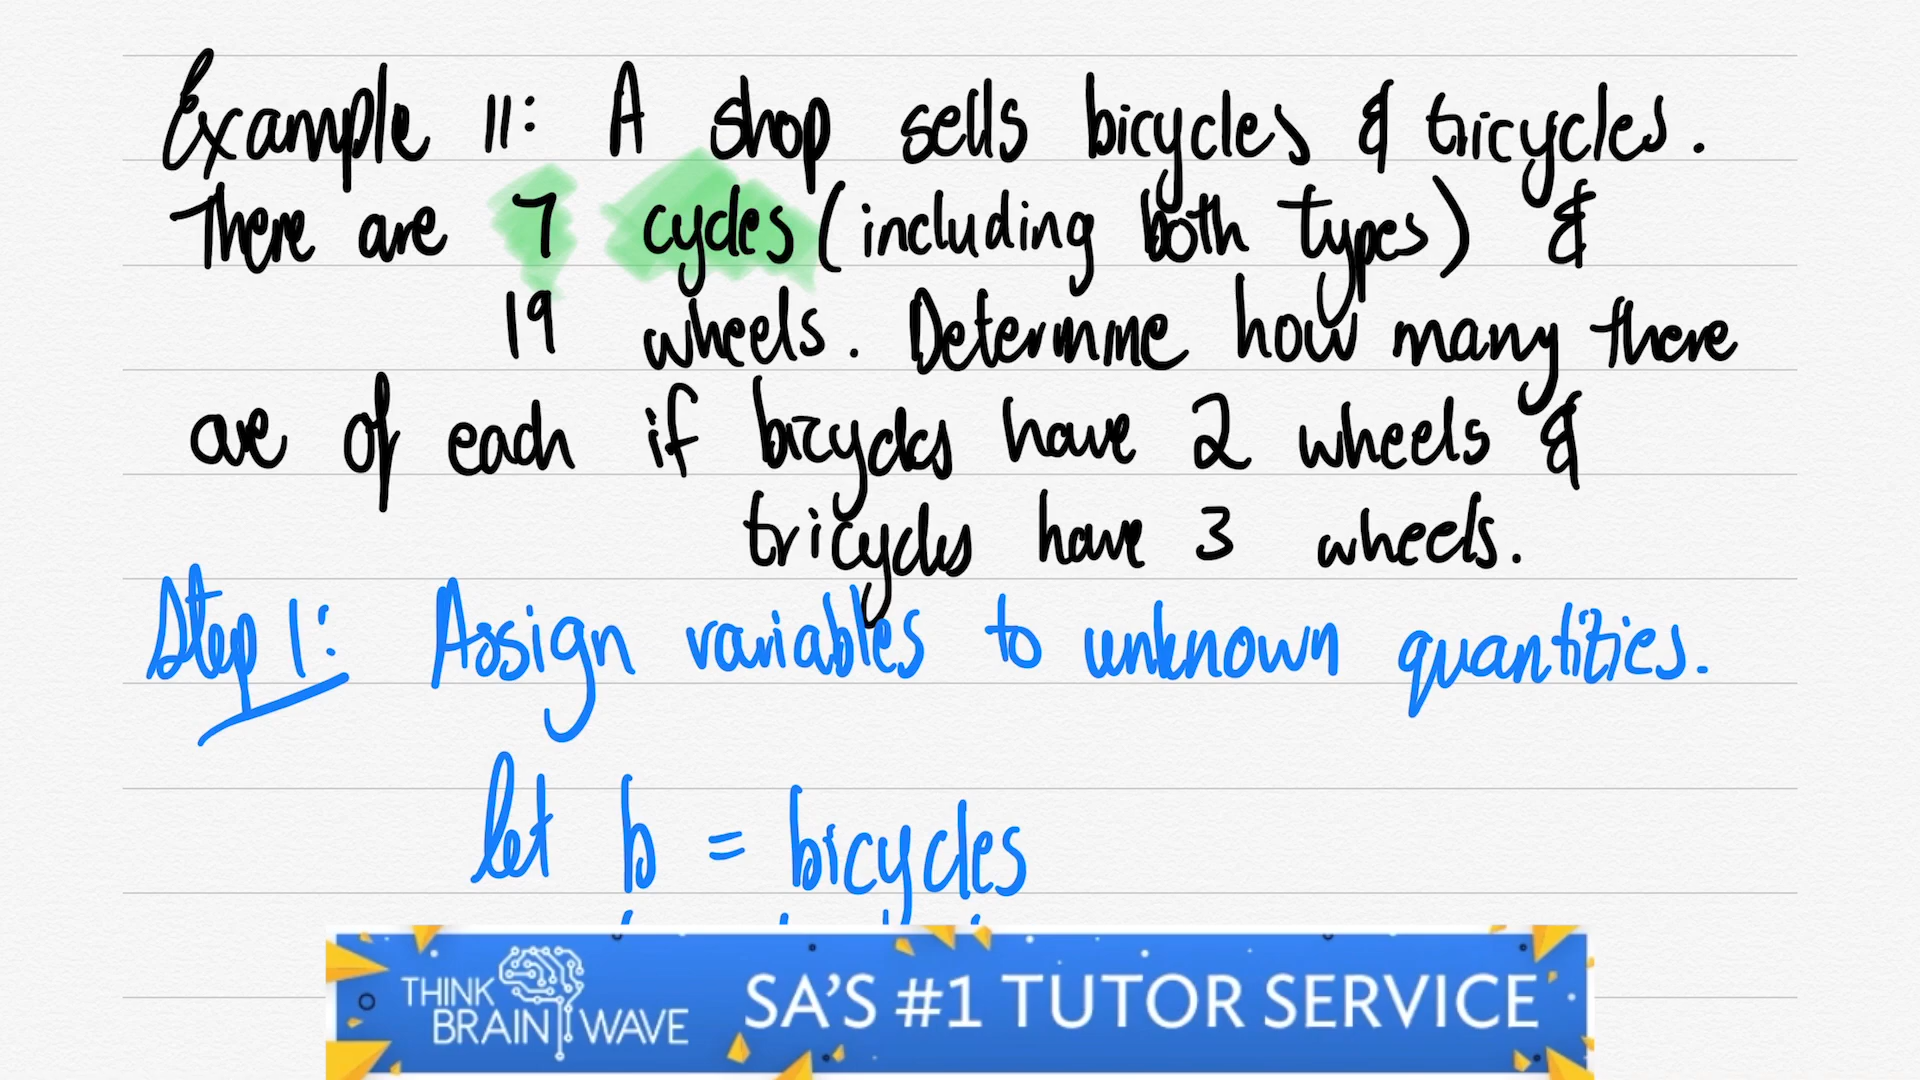 Example 11: A shop sells bicycles & tricycles.
There are 7 cycles (including both types) &
19 wheels. Determine how many there
are of each if bicycles have 2 wheels &
tricycles have 3 wheels.
Step 1: Assign variables to unknown quantities.
let b = bicycles
THINK BRAIN WAVE
SA'S #1 TUTOR SERVICE